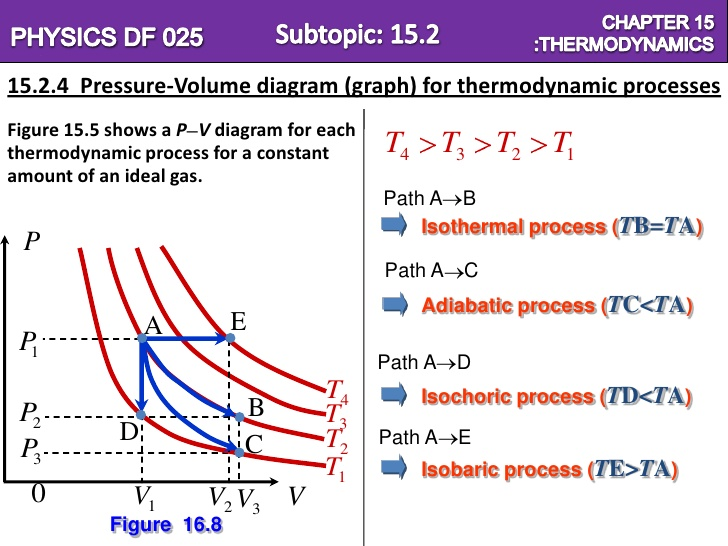 PHYSICS DF 025
Subtopic: 15.2
CHAPTER 15
:THERMODYNAMICS
15.2.4 Pressure-Volume diagram (graph) for thermodynamic processes
Figure 15.5 shows a P–V diagram for each
thermodynamic process for a constant
amount of an ideal gas.
P
A
E
P₁
P₂
P₃
D
B
C
T₄
T₃
T₂
T₁
0
V₁
V₂
V₃
V
Figure 16.8
T₄ > T₃ > T₂ > T₁
Path A→B
Isothermal process (TB=TA)
Path A→C
Adiabatic process (TC<TA)
Path A→D
Isochoric process (TD<TA)
Path A→E
Isobaric process (TE>TA)